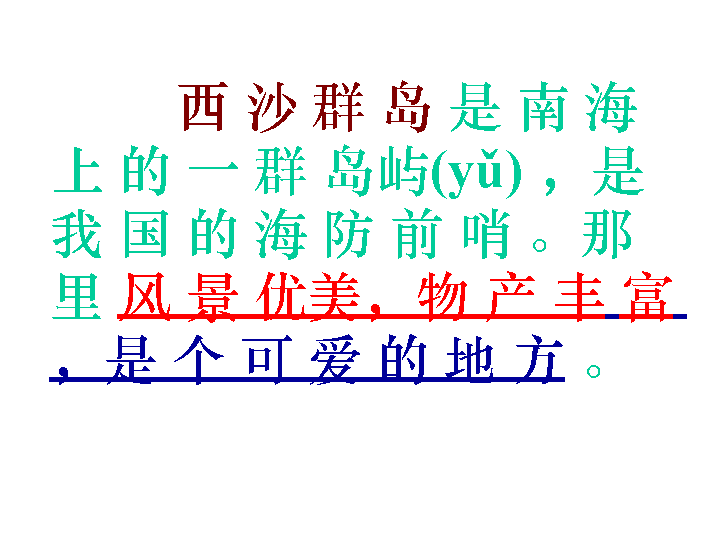 西沙群岛是南海
上的一群岛屿(yǔ)，是
我国的海防前哨。那
里风景优美，物产丰富
，是个可爱的地方。